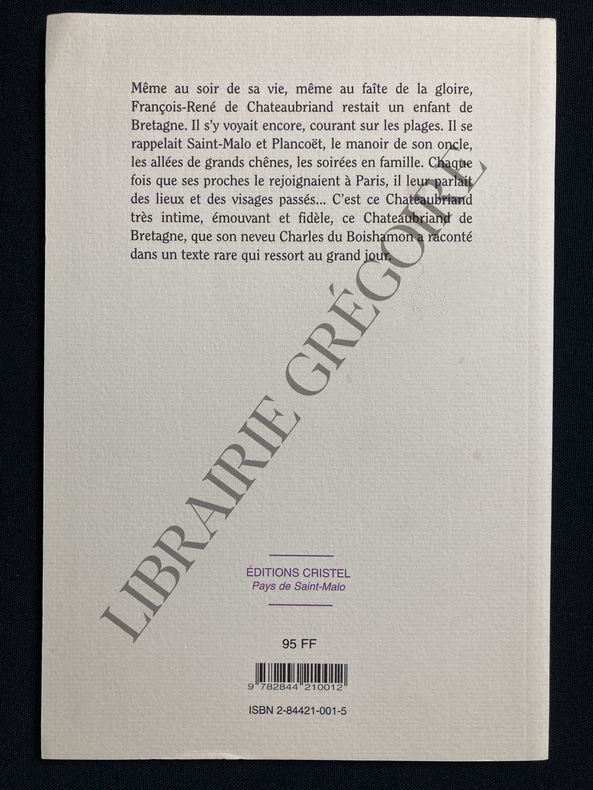 Même au soir de sa vie, même au faîte de la gloire,
François-René de Chateaubriand restait un enfant de
Bretagne. Il s'y voyait encore, courant sur les plages. Il se
rappelait Saint-Malo et Plancoët, le manoir de son oncle,
les allées de grands chênes, les soirées en famille. Chaque
fois que ses proches le rejoignaient à Paris, il leur parlait
des lieux et des visages passés... C'est ce Chateaubriand
très intime, émouvant et fidèle, ce Chateaubriand de
Bretagne, que son neveu Charles du Boishamon a raconté
dans un texte rare qui ressort au grand jour.
LIBRAIRIE GRÉGOIRE
ÉDITIONS CRISTEL
Pays de Saint-Malo
95 FF
9 782844 210012
ISBN 2-84421-001-5